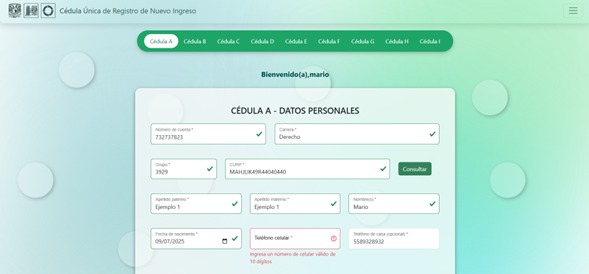 Cédula Única de Registro de Nuevo Ingreso
Cédula A Cédula B Cédula C Cédula D Cédula E Cédula F Cédula G Cédula H Cédula I
Bienvenido(a),mario
CÉDULA A - DATOS PERSONALES
Número de cuenta * Carrera *
732737823 Derecho
Grupo * CURP *
3929 MAHJLIK49R44040440 Consultar
Apellido paterno * Apellido materno * Nombre(s) *
Ejemplo 1 Ejemplo 1 Mario
Fecha de nacimiento * Teléfono celular * Teléfono de casa (opcional)
09/07/2025 5589328932
Ingresa un número de celular válido de
10 dígitos